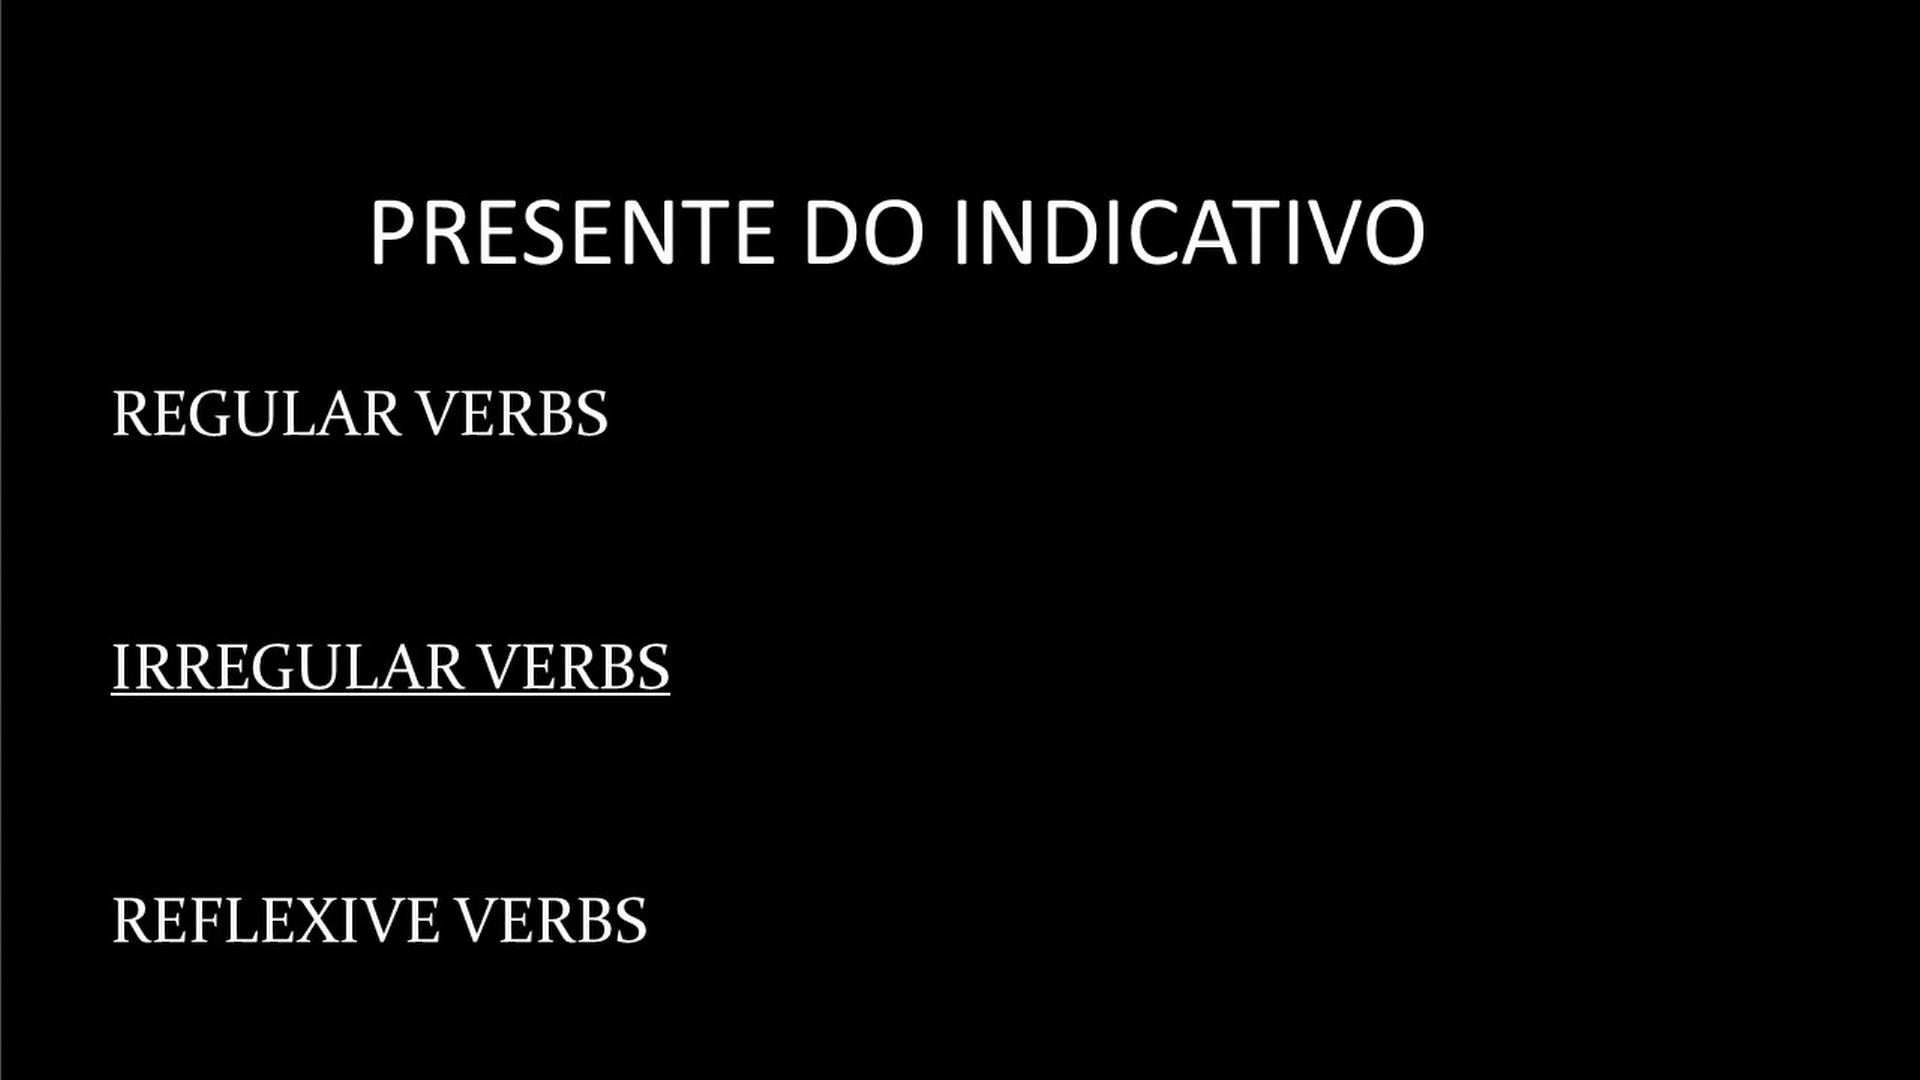 PRESENTE DO INDICATIVO
REGULAR VERBS
IRREGULAR VERBS
REFLEXIVE VERBS